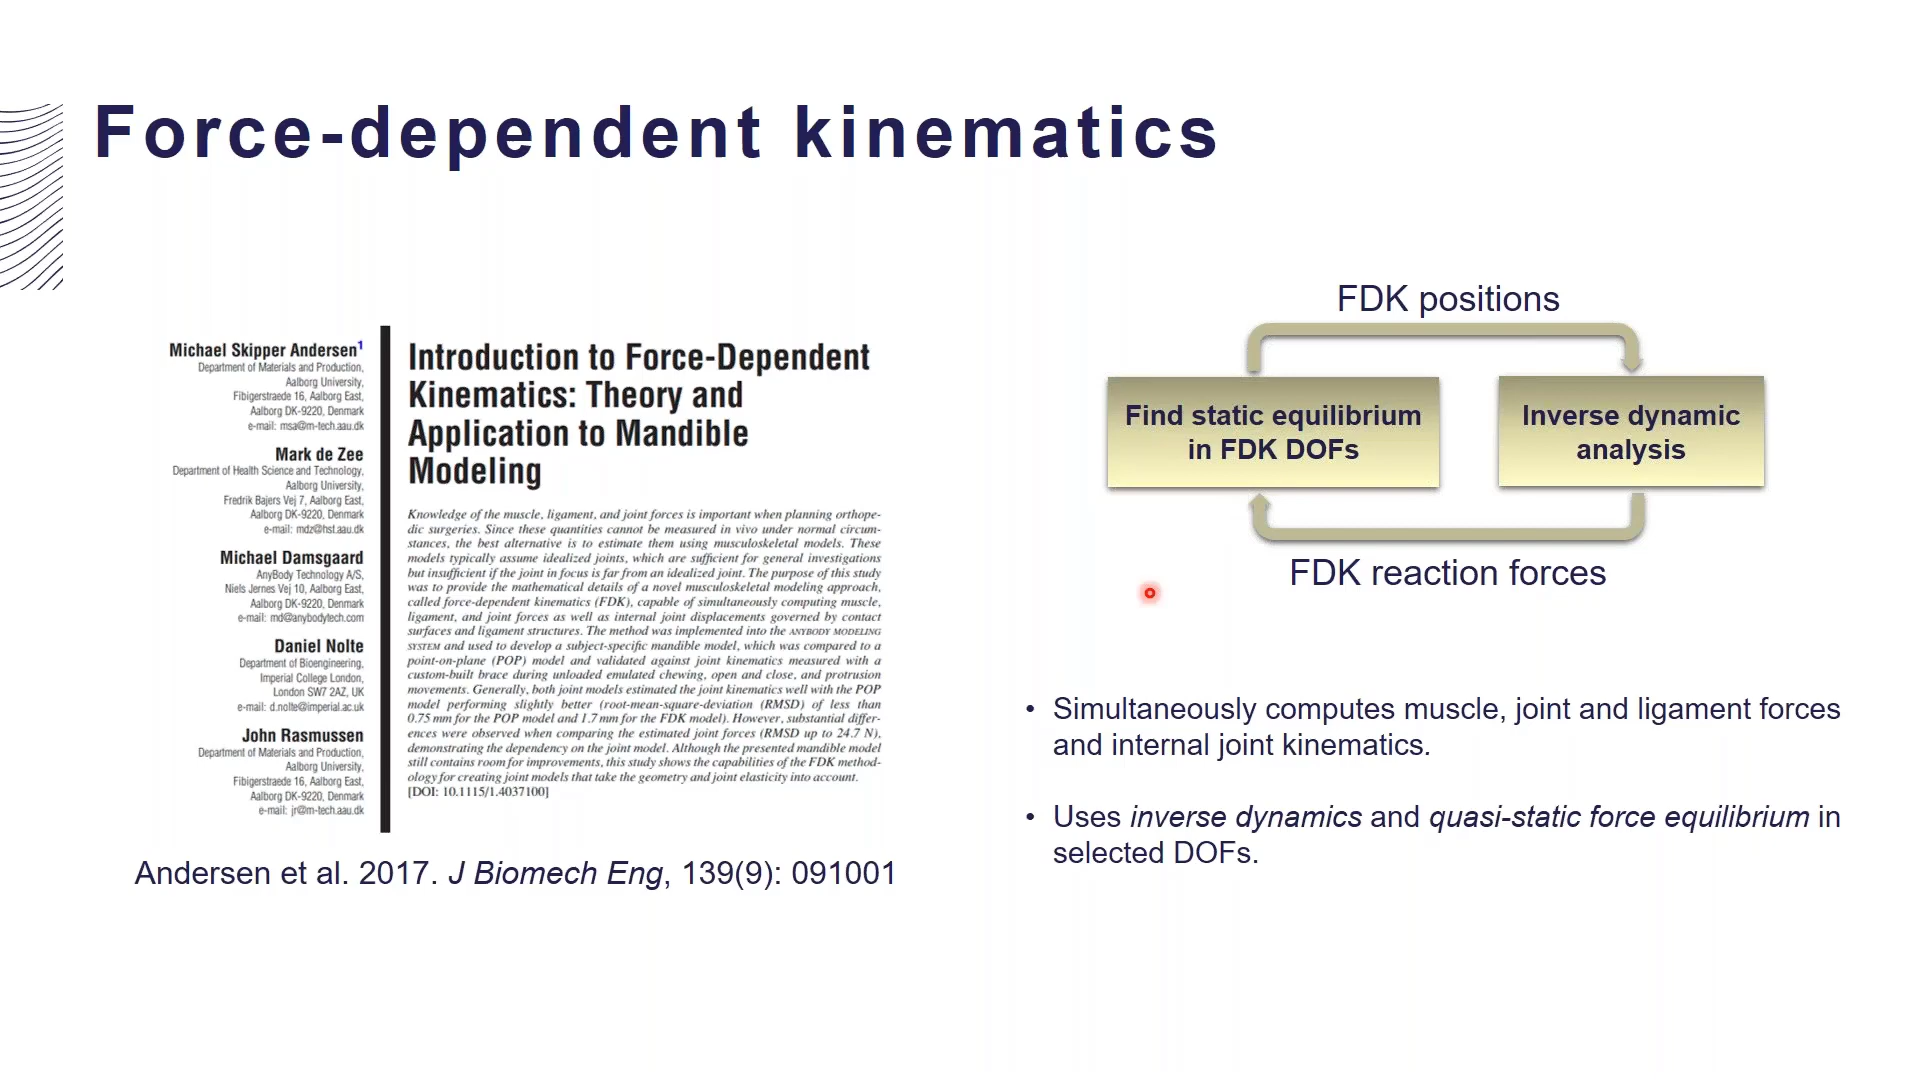 Force-dependent kinematics
Michael Skipper Andersen1
Department of Materials and Production,
Aalborg University,
Fibigerstraede 16, Aalborg East,
Aalborg DK-9220, Denmark
e-mail: msa@m-tech.aau.dk
Mark de Zee
Department of Health Science and Technology,
Aalborg University,
Fredrik Bajers Vej 7, Aalborg East,
Aalborg DK-9220, Denmark
e-mail: mdz@hst.aau.dk
Michael Damsgaard
AnyBody Technology A/S,
Niels Jernes Vej 10, Aalborg East,
Aalborg DK-9220, Denmark
e-mail: md@anybodytech.com
Daniel Nolte
Department of Bioengineering,
Imperial College London,
London SW7 2AZ, UK
e-mail: d.nolte@imperial.ac.uk
John Rasmussen
Department of Materials and Production,
Aalborg University,
Fibigerstraede 16, Aalborg East,
Aalborg DK-9220, Denmark
e-mail: jr@m-tech.aau.dk
Introduction to Force-Dependent
Kinematics: Theory and
Application to Mandible
Modeling
Knowledge of the muscle, ligament, and joint forces is important when planning orthope-
dic surgeries. Since these quantities cannot be measured in vivo under normal circum-
stances, the best alternative is to estimate them using musculoskeletal models. These
models typically assume idealized joints, which are sufficient for general investigations
but insufficient if the joint in focus is far from an idealized joint. The purpose of this study
was to provide the mathematical details of a novel musculoskeletal modeling approach,
called force-dependent kinematics (FDK), capable of simultaneously computing muscle,
ligament, and joint forces as well as internal joint displacements governed by contact
surfaces and ligament structures. The method was implemented into the ANYBODY MODELING
SYSTEM and used to develop a subject-specific mandible model, which was compared to a
point-on-plane (POP) model and validated against joint kinematics measured with a
custom-built brace during unloaded emulated chewing, open and close, and protrusion
movements. Generally, both joint models estimated the joint kinematics well with the POP
model performing slightly better (root-mean-square-deviation (RMSD) of less than
0.75 mm for the POP model and 1.7 mm for the FDK model). However, substantial differ-
ences were observed when comparing the estimated joint forces (RMSD up to 24.7 N),
demonstrating the dependency on the joint model. Although the presented mandible model
still contains room for improvements, this study shows the capabilities of the FDK method-
ology for creating joint models that take the geometry and joint elasticity into account.
[DOI: 10.1115/1.4037100]
Andersen et al. 2017. J Biomech Eng, 139(9): 091001
FDK positions
Find static equilibrium
in FDK DOFs
Inverse dynamic
analysis
FDK reaction forces
• Simultaneously computes muscle, joint and ligament forces
and internal joint kinematics.
• Uses inverse dynamics and quasi-static force equilibrium in
selected DOFs.